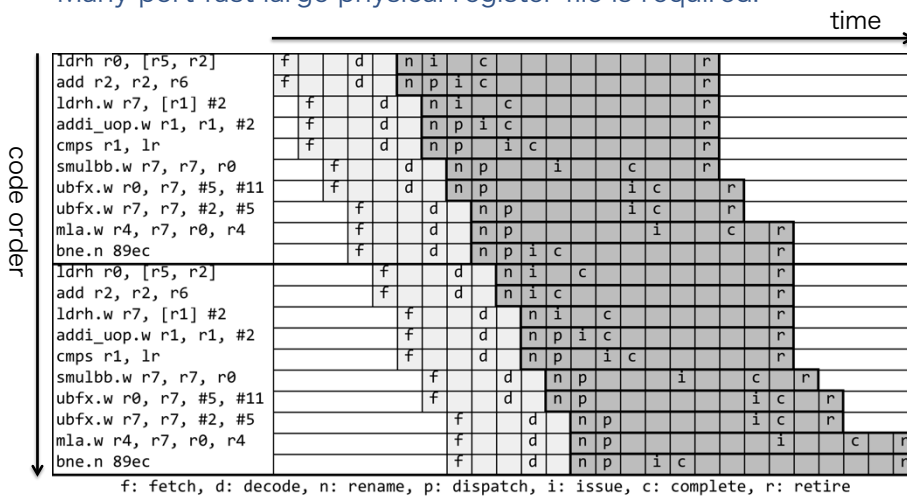 Many port fast large physical register file is required.
time
code order
ldrh r0, [r5, r2] f d n i c r
add r2, r2, r6 f d n p i c r
ldrh.w r7, [r1] #2 f d n i c r
addi_uop.w r1, r1, #2 f d n p i c r
cmps r1, lr f d n p i c r
smulbb.w r7, r7, r0 f d n p i c r
ubfx.w r0, r7, #5, #11 f d n p i c r
ubfx.w r7, r7, #2, #5 f d n p i c r
mla.w r4, r7, r0, r4 f d n p i c r
bne.n 89ec f d n p i c r
ldrh r0, [r5, r2] f d n i c r
add r2, r2, r6 f d n i c r
ldrh.w r7, [r1] #2 f d n i c r
addi_uop.w r1, r1, #2 f d n p i c r
cmps r1, lr f d n p i c r
smulbb.w r7, r7, r0 f d n p i c r
ubfx.w r0, r7, #5, #11 f d n p i c r
ubfx.w r7, r7, #2, #5 f d n p i c r
mla.w r4, r7, r0, r4 f d n p i c r
bne.n 89ec f d n p i c r
f: fetch, d: decode, n: rename, p: dispatch, i: issue, c: complete, r: retire